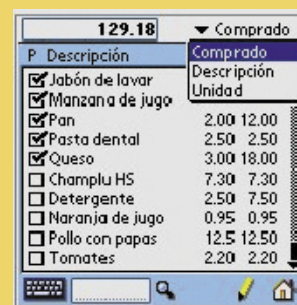 129.18 Comprado
P Descripción
Comprado
Descripción
Unidad
Jabón de lavar
Manzana de jugo
Pan 2.00 12.00
Pasta dental 2.50 2.50
Queso 3.00 18.00
Champlu HS 7.30 7.30
Detergente 2.50 7.50
Naranja de jugo 0.95 0.95
Pollo con papas 12.5 12.50
Tomates 2.20 2.20